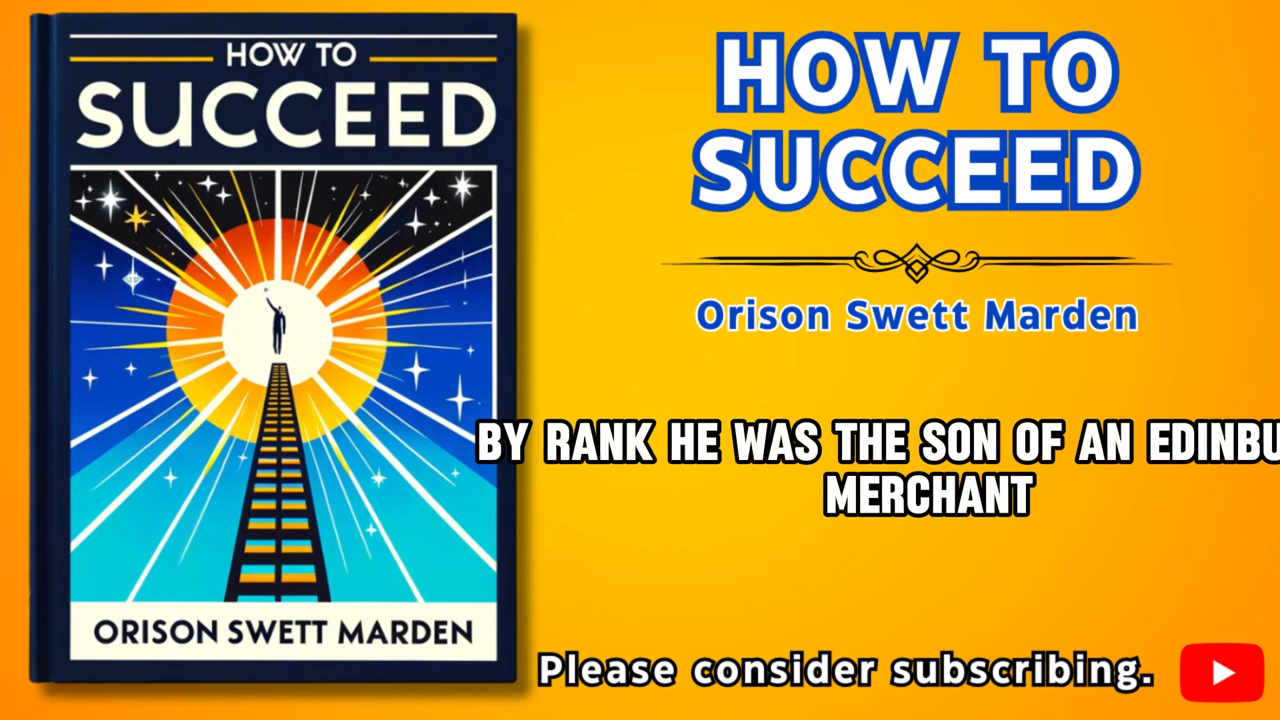 HOW TO
SUCCEED
ORISON SWETT MARDEN
HOW TO
SUCCEED
Orison Swett Marden
BY RANK HE WAS THE SON OF AN EDINBU
MERCHANT
Please consider subscribing.